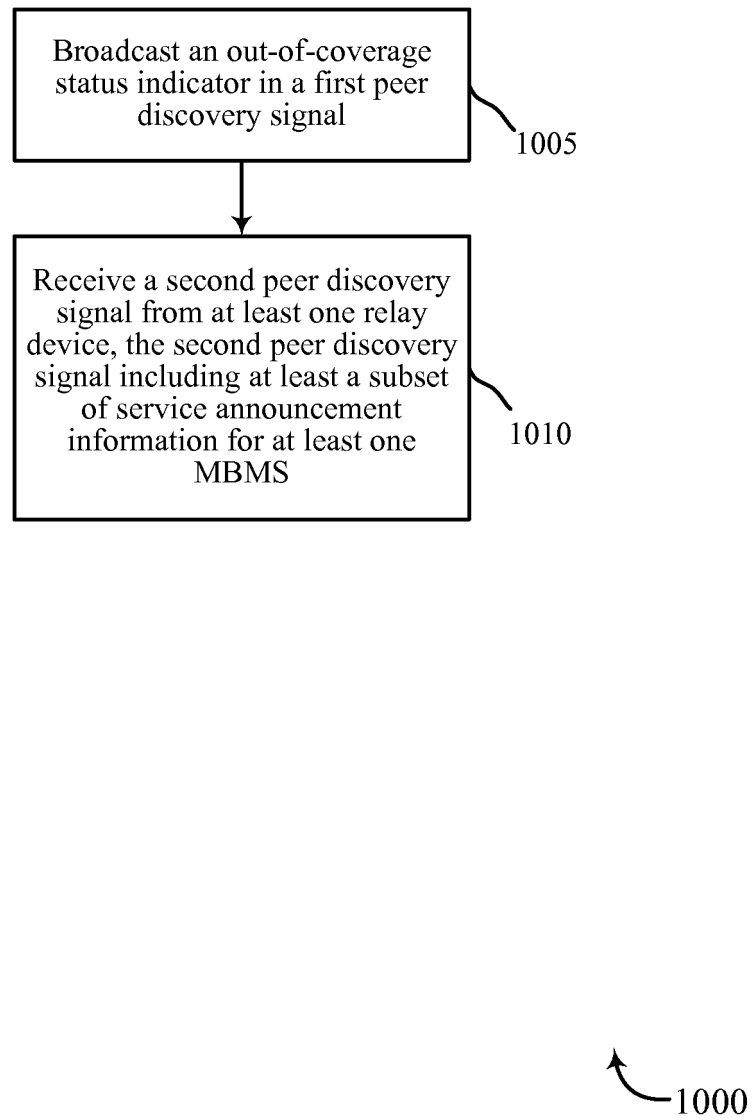 Broadcast an out-of-coverage
status indicator in a first peer
discovery signal
1005
Receive a second peer discovery
signal from at least one relay
device, the second peer discovery
signal including at least a subset
of service announcement
information for at least one
MBMS
1010
1000